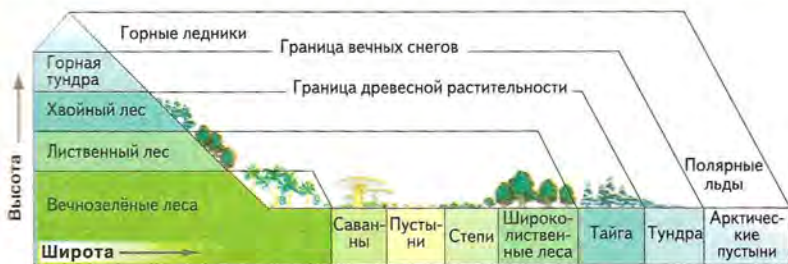 Горные ледники
Граница вечных снегов
Горная
тундра
Граница древесной растительности
Хвойный лес
Лиственный лес
Полярные
льды
Вечнозелёные леса
Высота
Широта
Саван-
ны
Пусты-
ни
Степи
Широко-
лиственн-
ные леса
Тайга
Тундра
Арктичес-
кие
пустыни